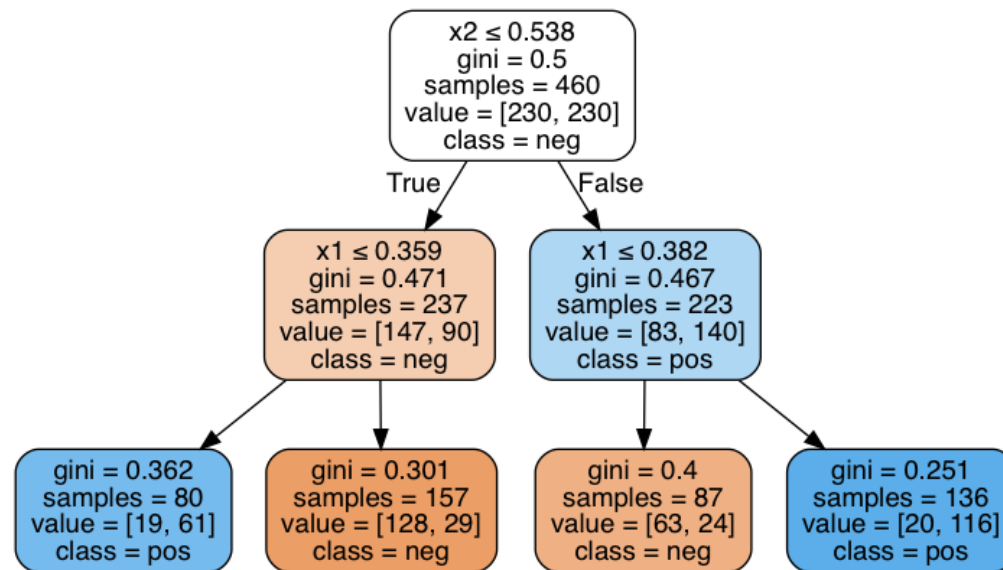 x2 ≤ 0.538
gini = 0.5
samples = 460
value = [230, 230]
class = neg
True
False
x1 ≤ 0.359
gini = 0.471
samples = 237
value = [147, 90]
class = neg
x1 ≤ 0.382
gini = 0.467
samples = 223
value = [83, 140]
class = pos
gini = 0.362
samples = 80
value = [19, 61]
class = pos
gini = 0.301
samples = 157
value = [128, 29]
class = neg
gini = 0.4
samples = 87
value = [63, 24]
class = neg
gini = 0.251
samples = 136
value = [20, 116]
class = pos